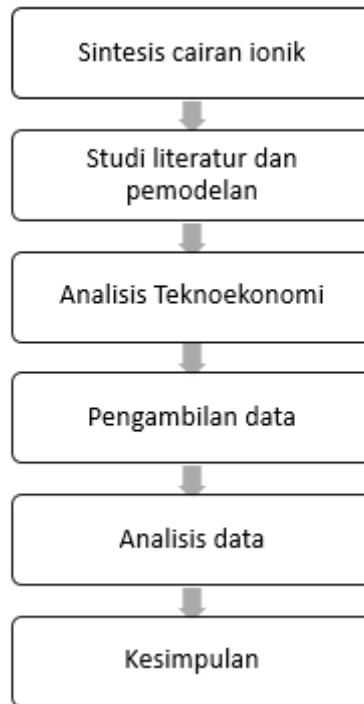 Sintesis cairan ionik
Studi literatur dan
pemodelan
Analisis Teknoekonomi
Pengambilan data
Analisis data
Kesimpulan